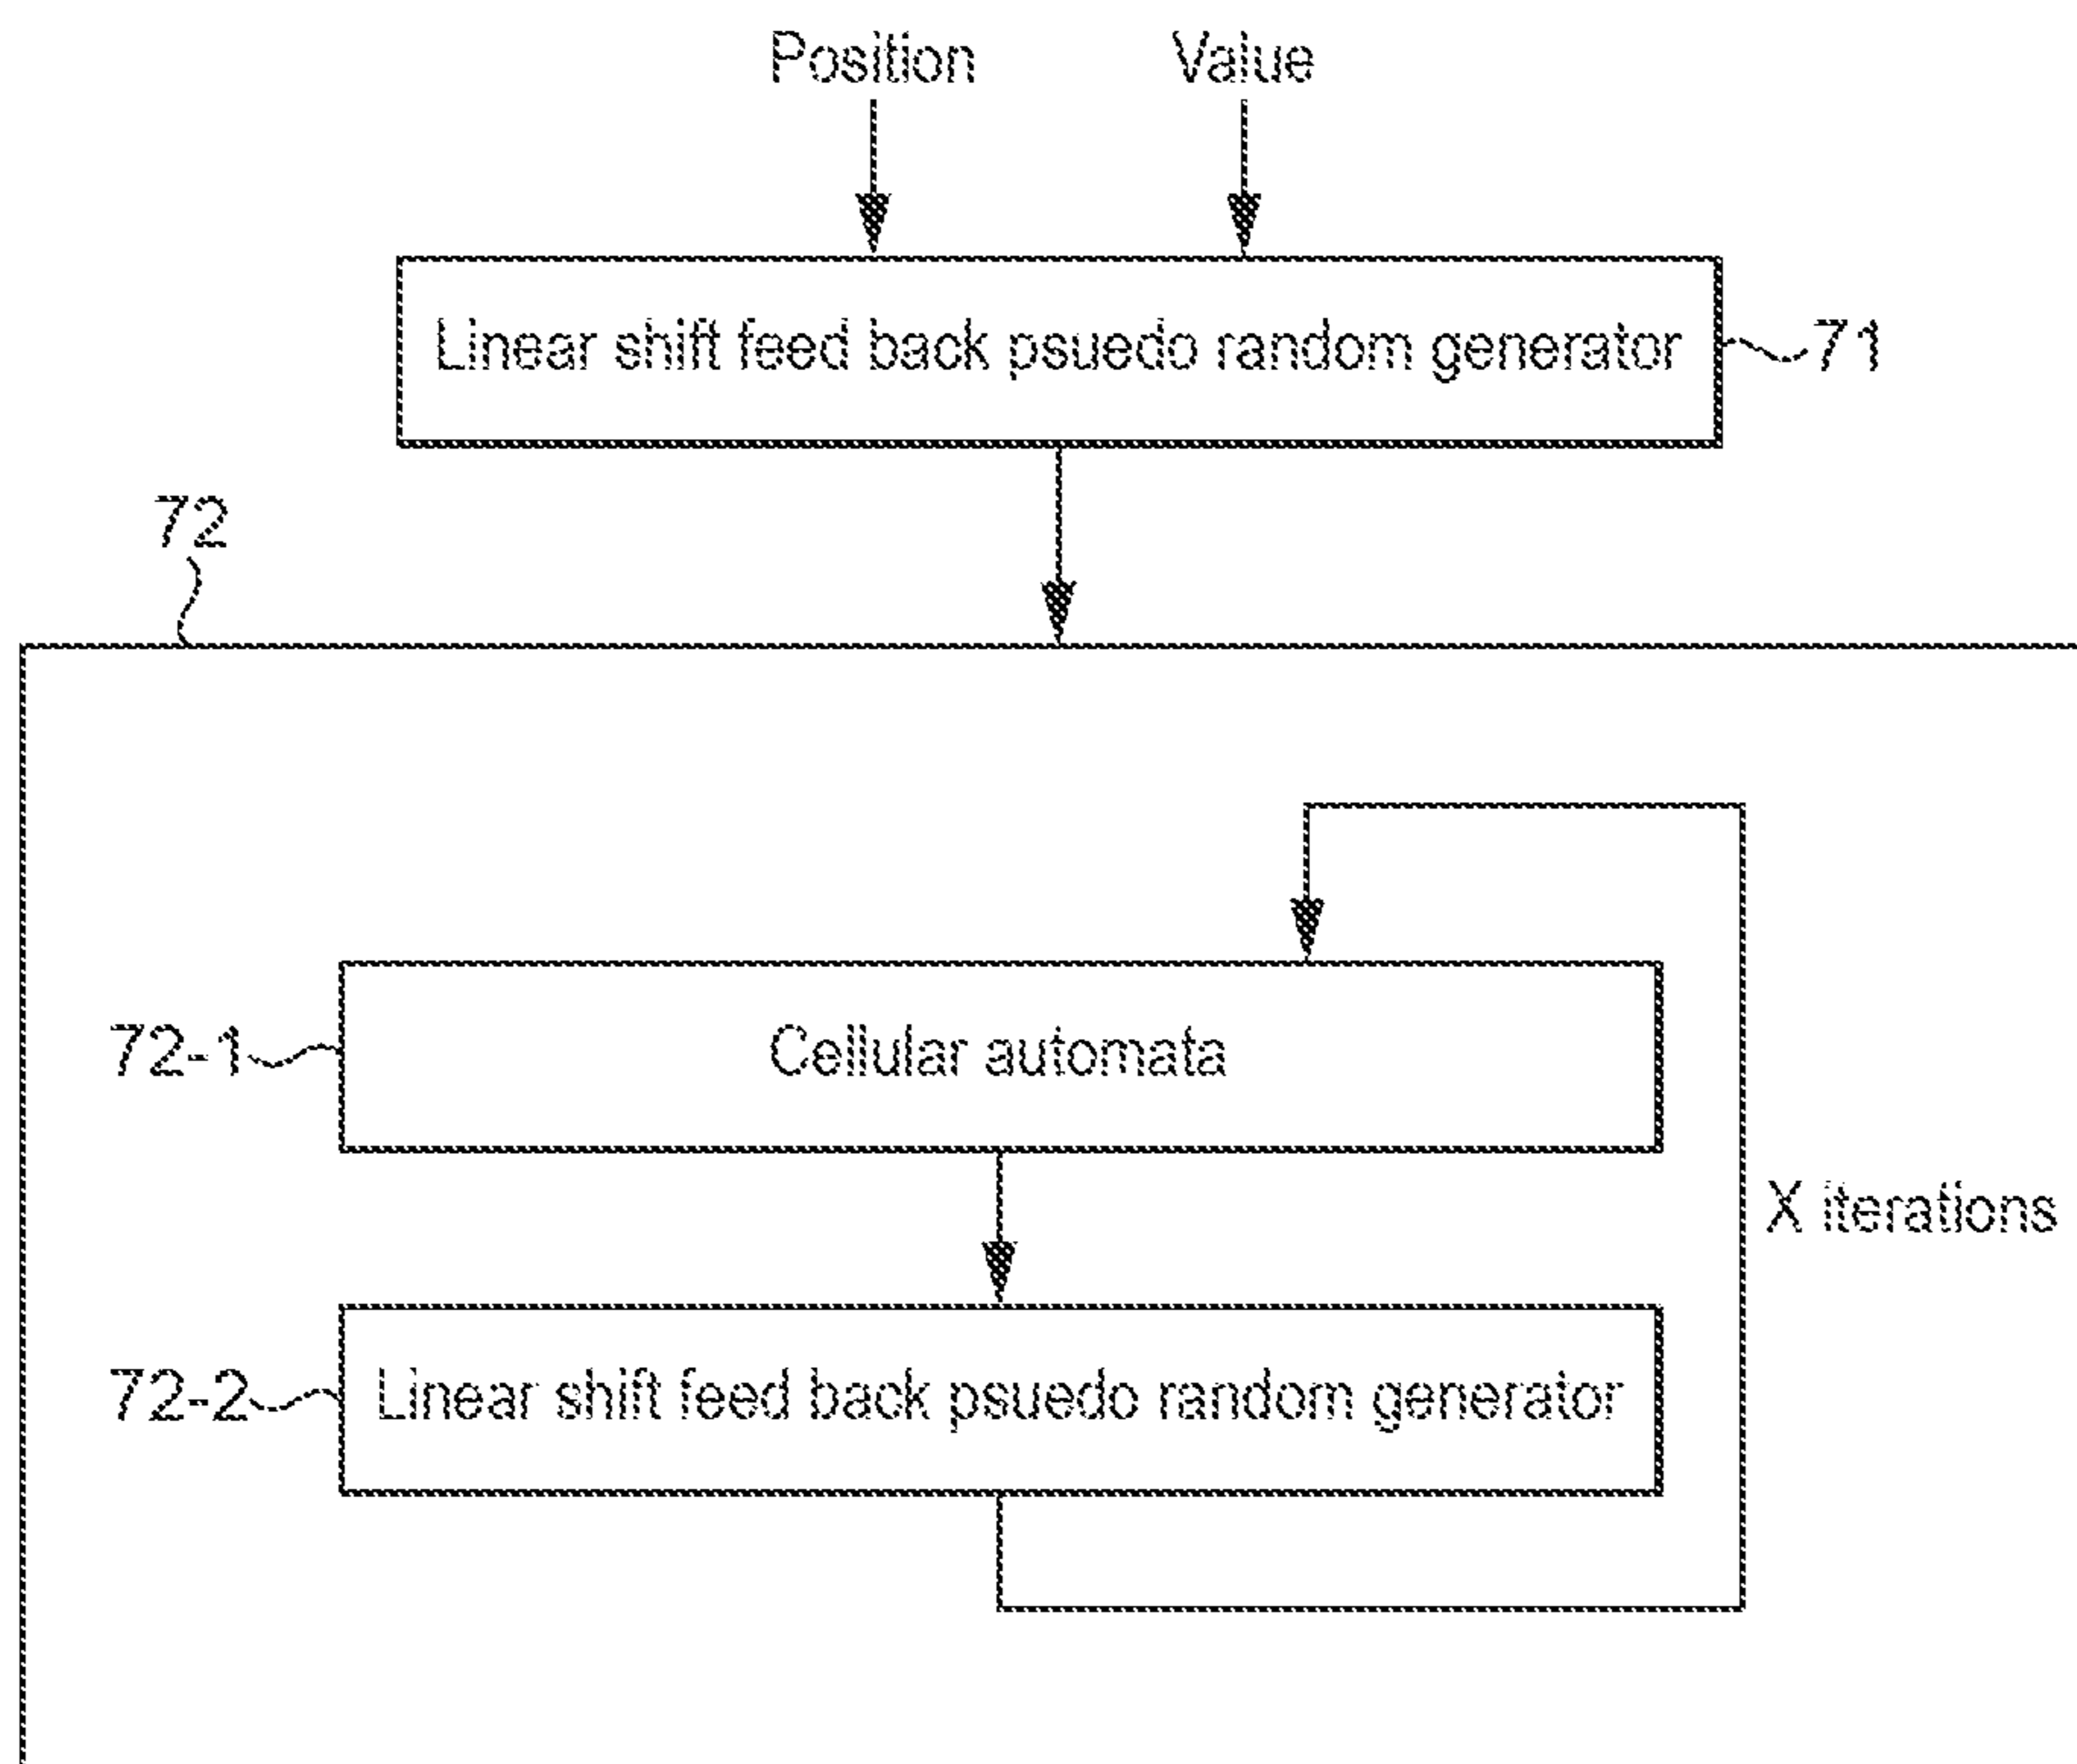 Position
Value
Linear shift feed back psuedo random generator
71
72
72-1
Cellular automata
X iterations
72-2
Linear shift feed back psuedo random generator